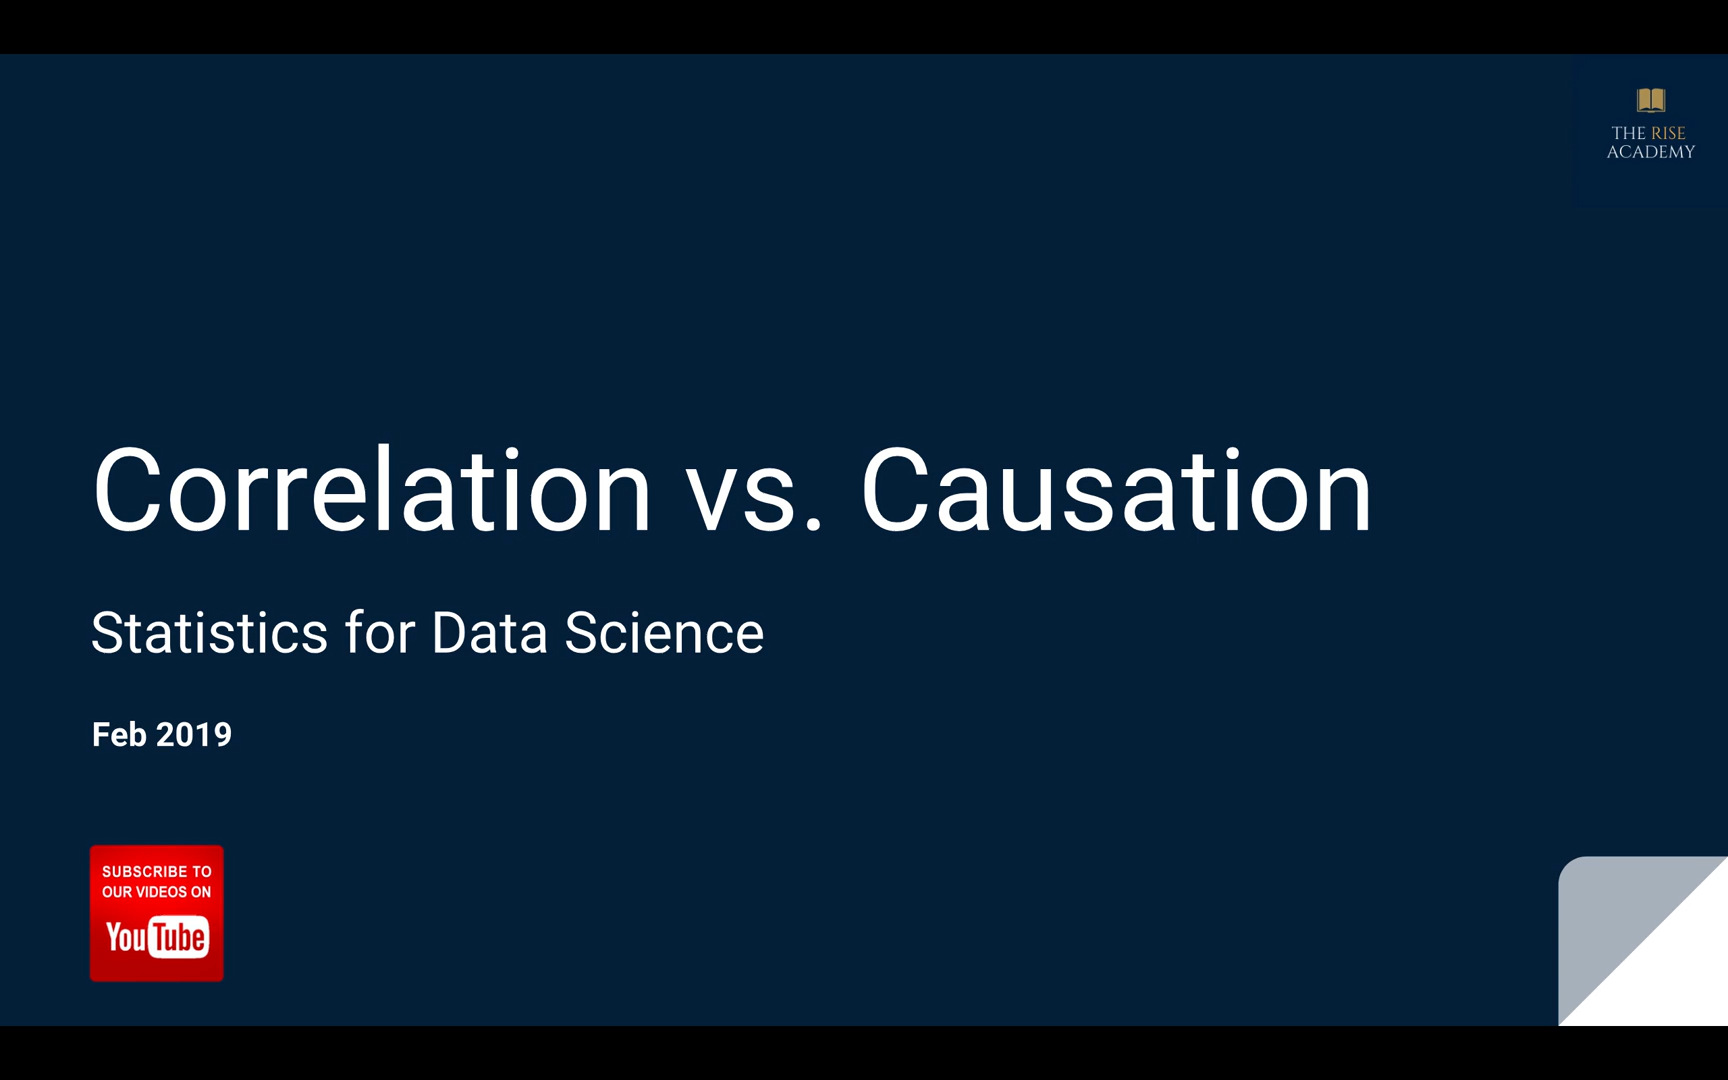 THE RISE
ACADEMY
Correlation vs. Causation
Statistics for Data Science
Feb 2019
SUBSCRIBE TO
OUR VIDEOS ON
YouTube